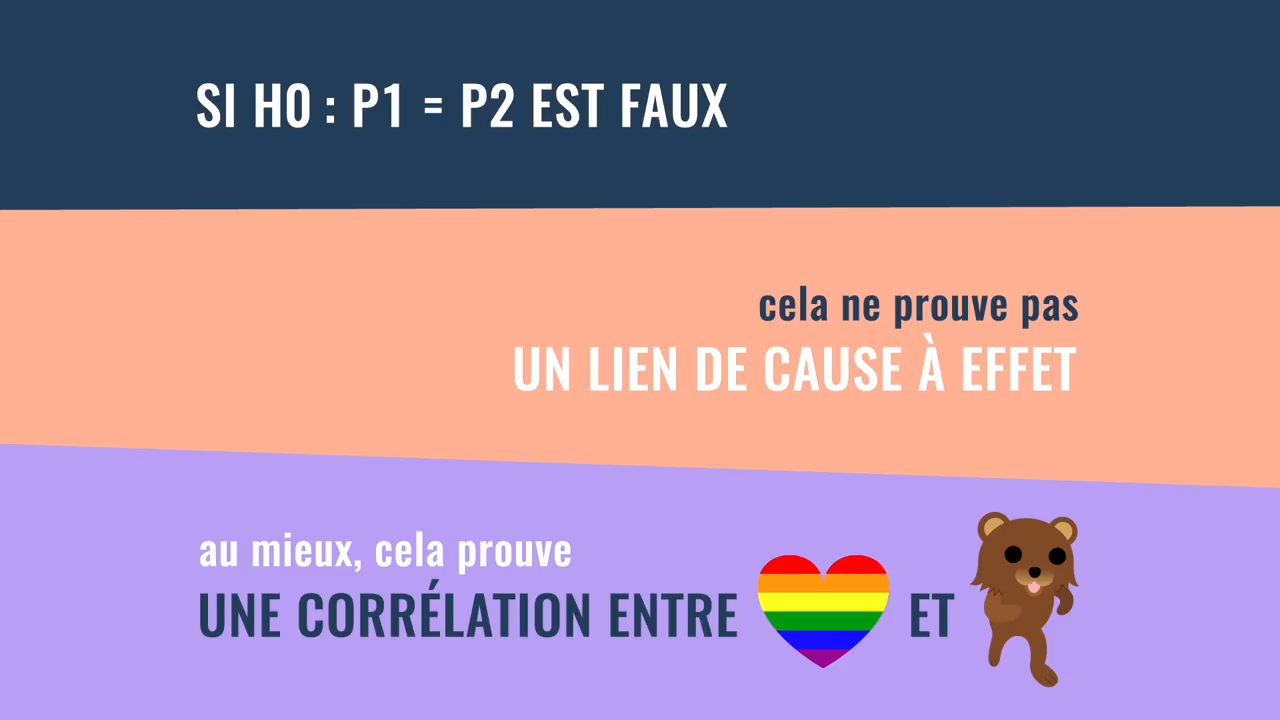 SI H0 : P1 = P2 EST FAUX
cela ne prouve pas
UN LIEN DE CAUSE À EFFET
au mieux, cela prouve
UNE CORRÉLATION ENTRE ET